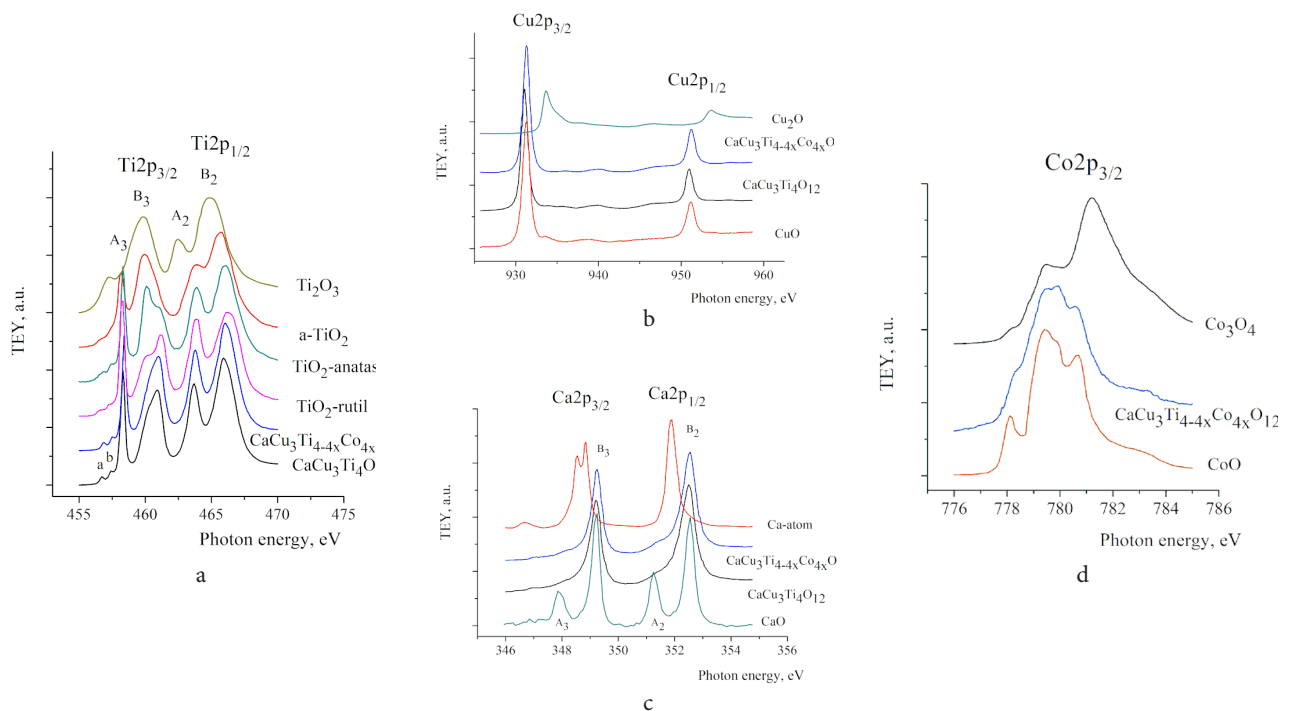 TEY, a.u.
Ti2p3/2
Ti2p1/2
B3
B2
A2
A3
a
b
Ti2O3
a-TiO2
TiO2-anatas
TiO2-rutil
CaCu3Ti4-4xCo4x
CaCu3Ti4O
455 460 465 470 475
Photon energy, eV
a
TEY, a.u.
Cu2p3/2
Cu2p1/2
Cu2O
CaCu3Ti4-4xCo4xO
CaCu3Ti4O12
CuO
930 940 950 960
Photon energy, eV
b
TEY, a.u.
Ca2p3/2
Ca2p1/2
B3
B2
Ca-atom
CaCu3Ti4-4xCo4xO
CaCu3Ti4O12
CaO
A3
A2
346 348 350 352 354 356
Photon energy, eV
c
TEY, a.u.
Co2p3/2
Co3O4
CaCu3Ti4-4xCo4xO12
CoO
776 778 780 782 784 786
Photon energy, eV
d